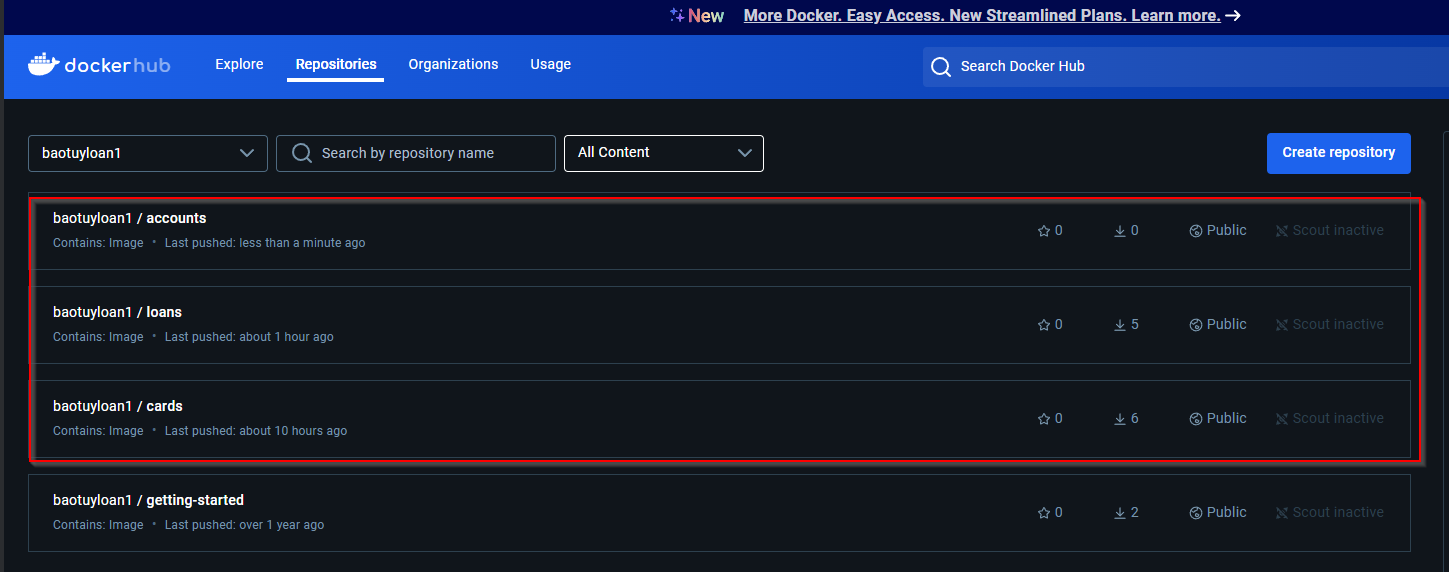 New More Docker. Easy Access. New Streamlined Plans. Learn more.
dockerhub Explore Repositories Organizations Usage Search Docker Hub
baotuyloan1 Search by repository name All Content Create repository
baotuyloan1 / accounts
Contains: Image • Last pushed: less than a minute ago 0 0 Public Scout inactive
baotuyloan1 / loans
Contains: Image • Last pushed: about 1 hour ago 0 5 Public Scout inactive
baotuyloan1 / cards
Contains: Image • Last pushed: about 10 hours ago 0 6 Public Scout inactive
baotuyloan1 / getting-started
Contains: Image • Last pushed: over 1 year ago 0 2 Public Scout inactive